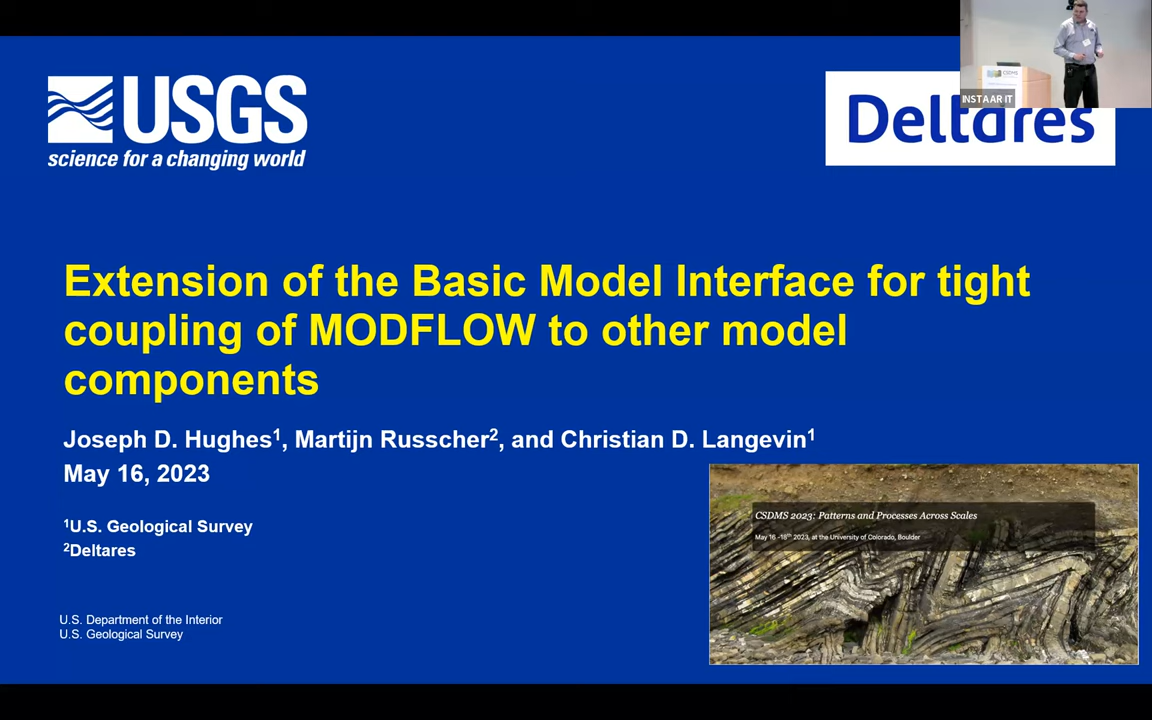 USGS
science for a changing world
Deltares
INSTAAR IT
Extension of the Basic Model Interface for tight
coupling of MODFLOW to other model
components
Joseph D. Hughes1, Martijn Russcher2, and Christian D. Langevin1
May 16, 2023
1U.S. Geological Survey
2Deltares
CSDMS 2023: Patterns and Processes Across Scales
May 16 -18th 2023, at the University of Colorado, Boulder
U.S. Department of the Interior
U.S. Geological Survey